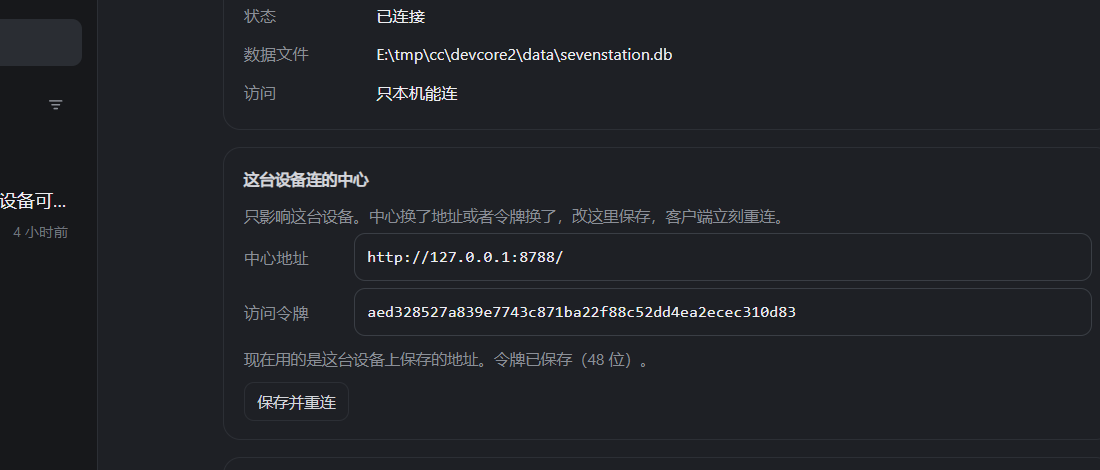 状态 已连接
数据文件 E:\tmp\cc\devcore2\data\sevenstation.db
访问 只本机能连
设备可...
4 小时前
这台设备连的中心
只影响这台设备。中心换了地址或者令牌换了，改这里保存，客户端立刻重连。
中心地址 http://127.0.0.1:8788/
访问令牌 aed328527a839e7743c871ba22f88c52dd4ea2ecec310d83
现在用的是这台设备上保存的地址。令牌已保存（48 位）。
保存并重连